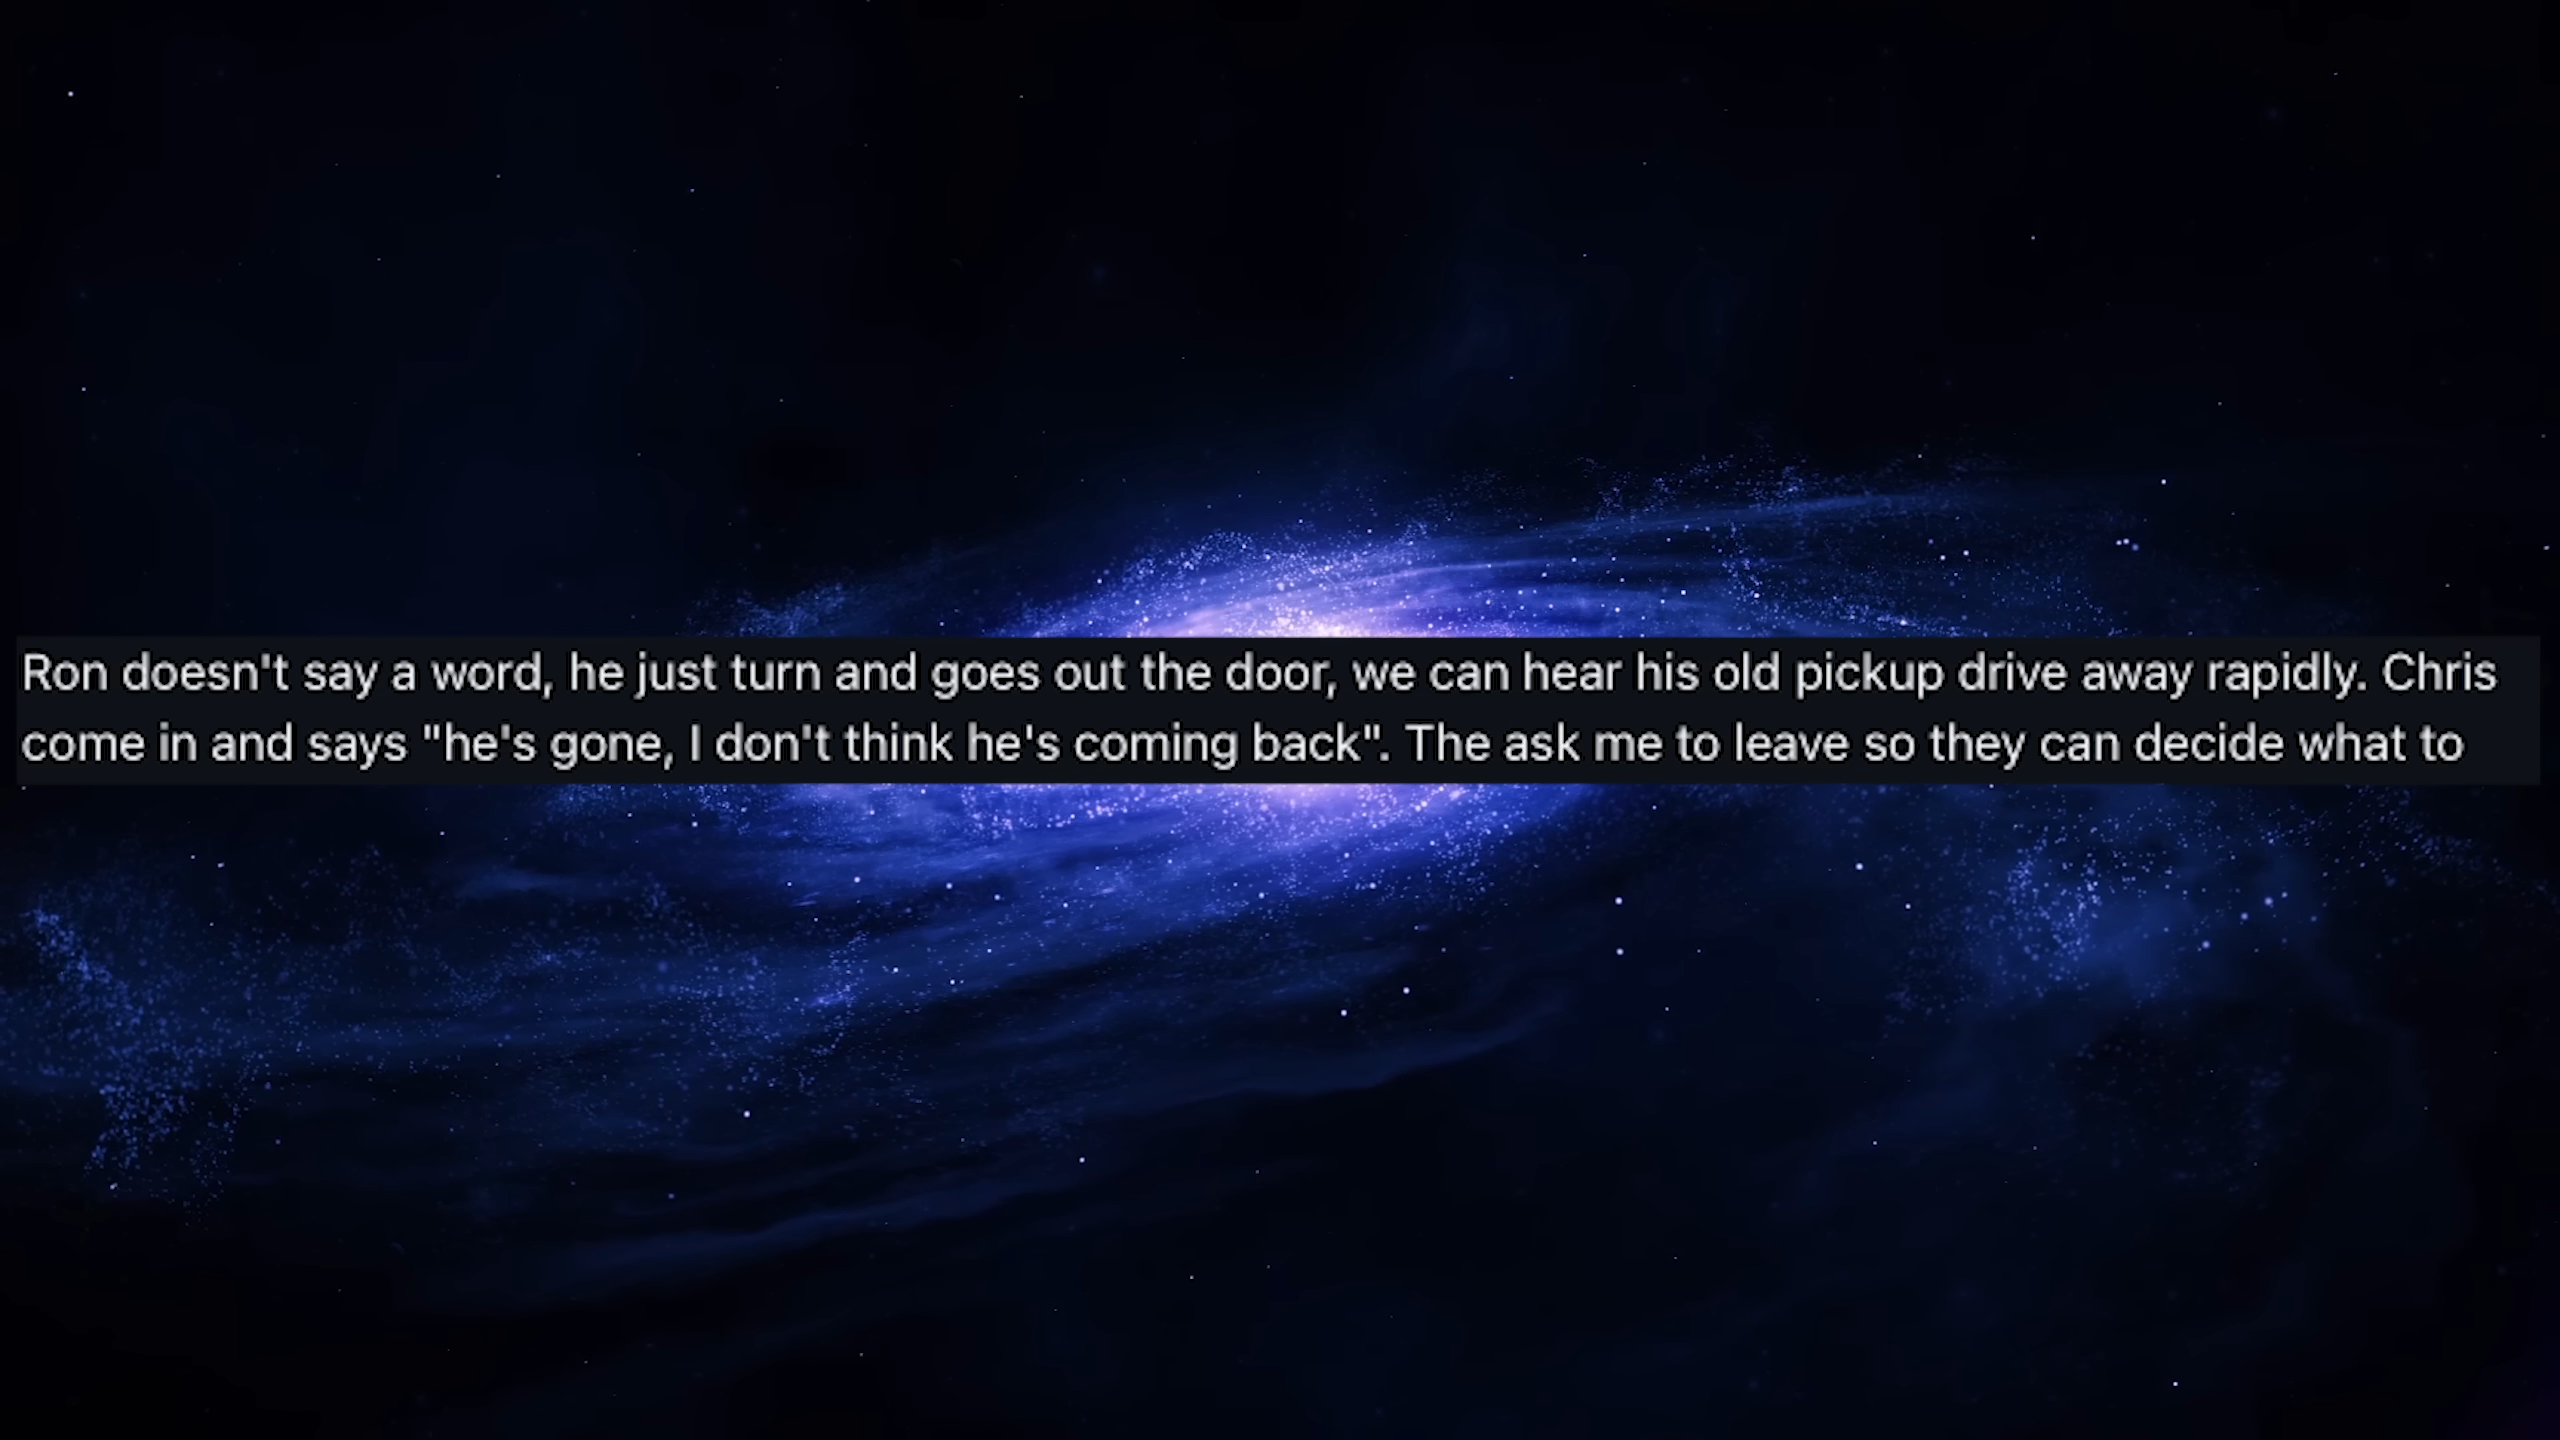 Ron doesn't say a word, he just turn and goes out the door, we can hear his old pickup drive away rapidly. Chris
come in and says "he's gone, I don't think he's coming back". The ask me to leave so they can decide what to